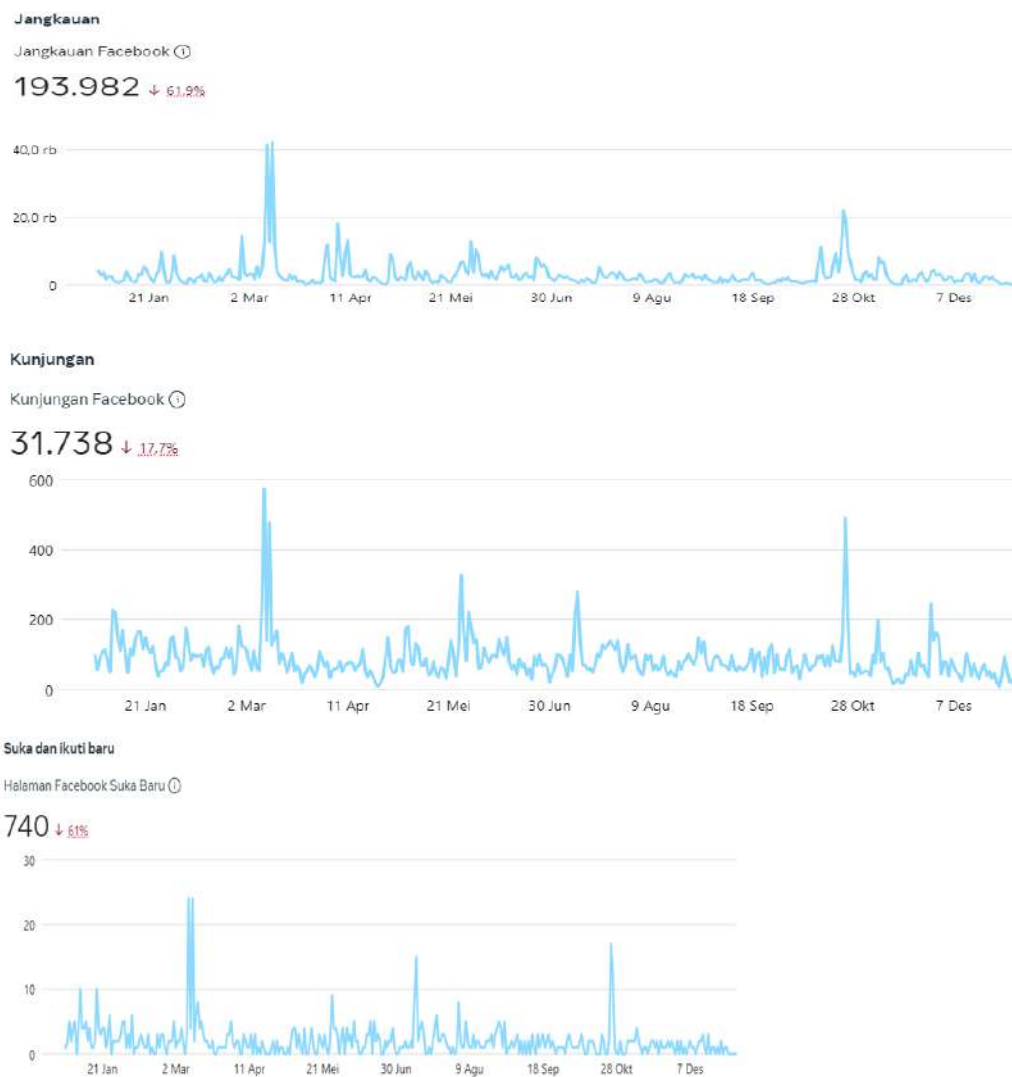 Jangkauan
Jangkauan Facebook
193.982 ↓ 61,9%
40,0 rb
20,0 rb
0
21 Jan 2 Mar 11 Apr 21 Mei 30 Jun 9 Agu 18 Sep 28 Okt 7 Des
Kunjungan
Kunjungan Facebook
31.738 ↓ 17,7%
600
400
200
0
21 Jan 2 Mar 11 Apr 21 Mei 30 Jun 9 Agu 18 Sep 28 Okt 7 Des
Suka dan ikuti baru
Halaman Facebook Suka Baru
740 ↓ 61%
30
20
10
0
21 Jan 2 Mar 11 Apr 21 Mei 30 Jun 9 Agu 18 Sep 28 Okt 7 Des